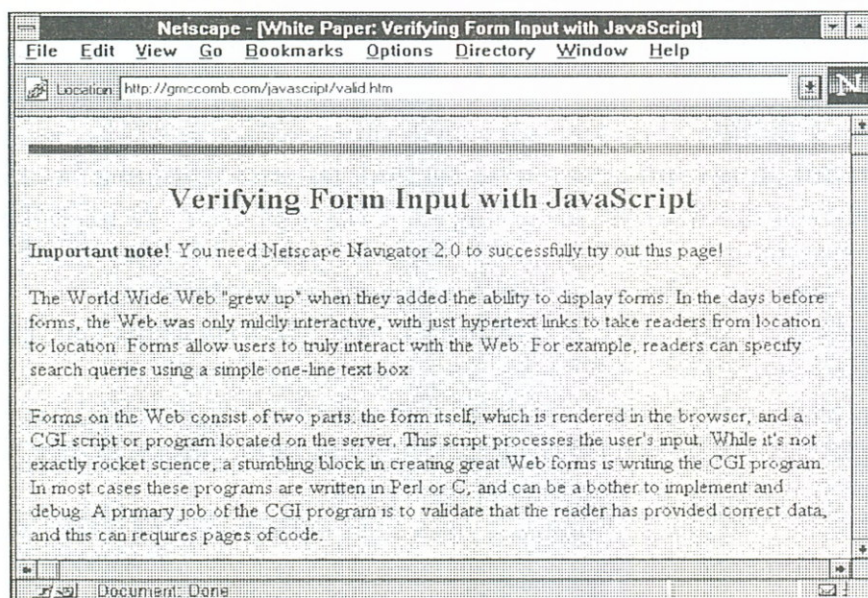 Netscape - [White Paper: Verifying Form Input with JavaScript]
File Edit View Go Bookmarks Options Directory Window Help
Location: http://gmccomb.com/javascript/valid.htm
N
Verifying Form Input with JavaScript
Important note! You need Netscape Navigator 2.0 to successfully try out this page!
The World Wide Web "grew up" when they added the ability to display forms. In the days before
forms, the Web was only mildly interactive, with just hypertext links to take readers from location
to location. Forms allow users to truly interact with the Web. For example, readers can specify
search queries using a simple one-line text box.
Forms on the Web consist of two parts: the form itself, which is rendered in the browser, and a
CGI script or program located on the server. This script processes the user's input. While it's not
exactly rocket science, a stumbling block in creating great Web forms is writing the CGI program.
In most cases these programs are written in Perl or C, and can be a bother to implement and
debug. A primary job of the CGI program is to validate that the reader has provided correct data,
and this can requires pages of code.
Document: Done